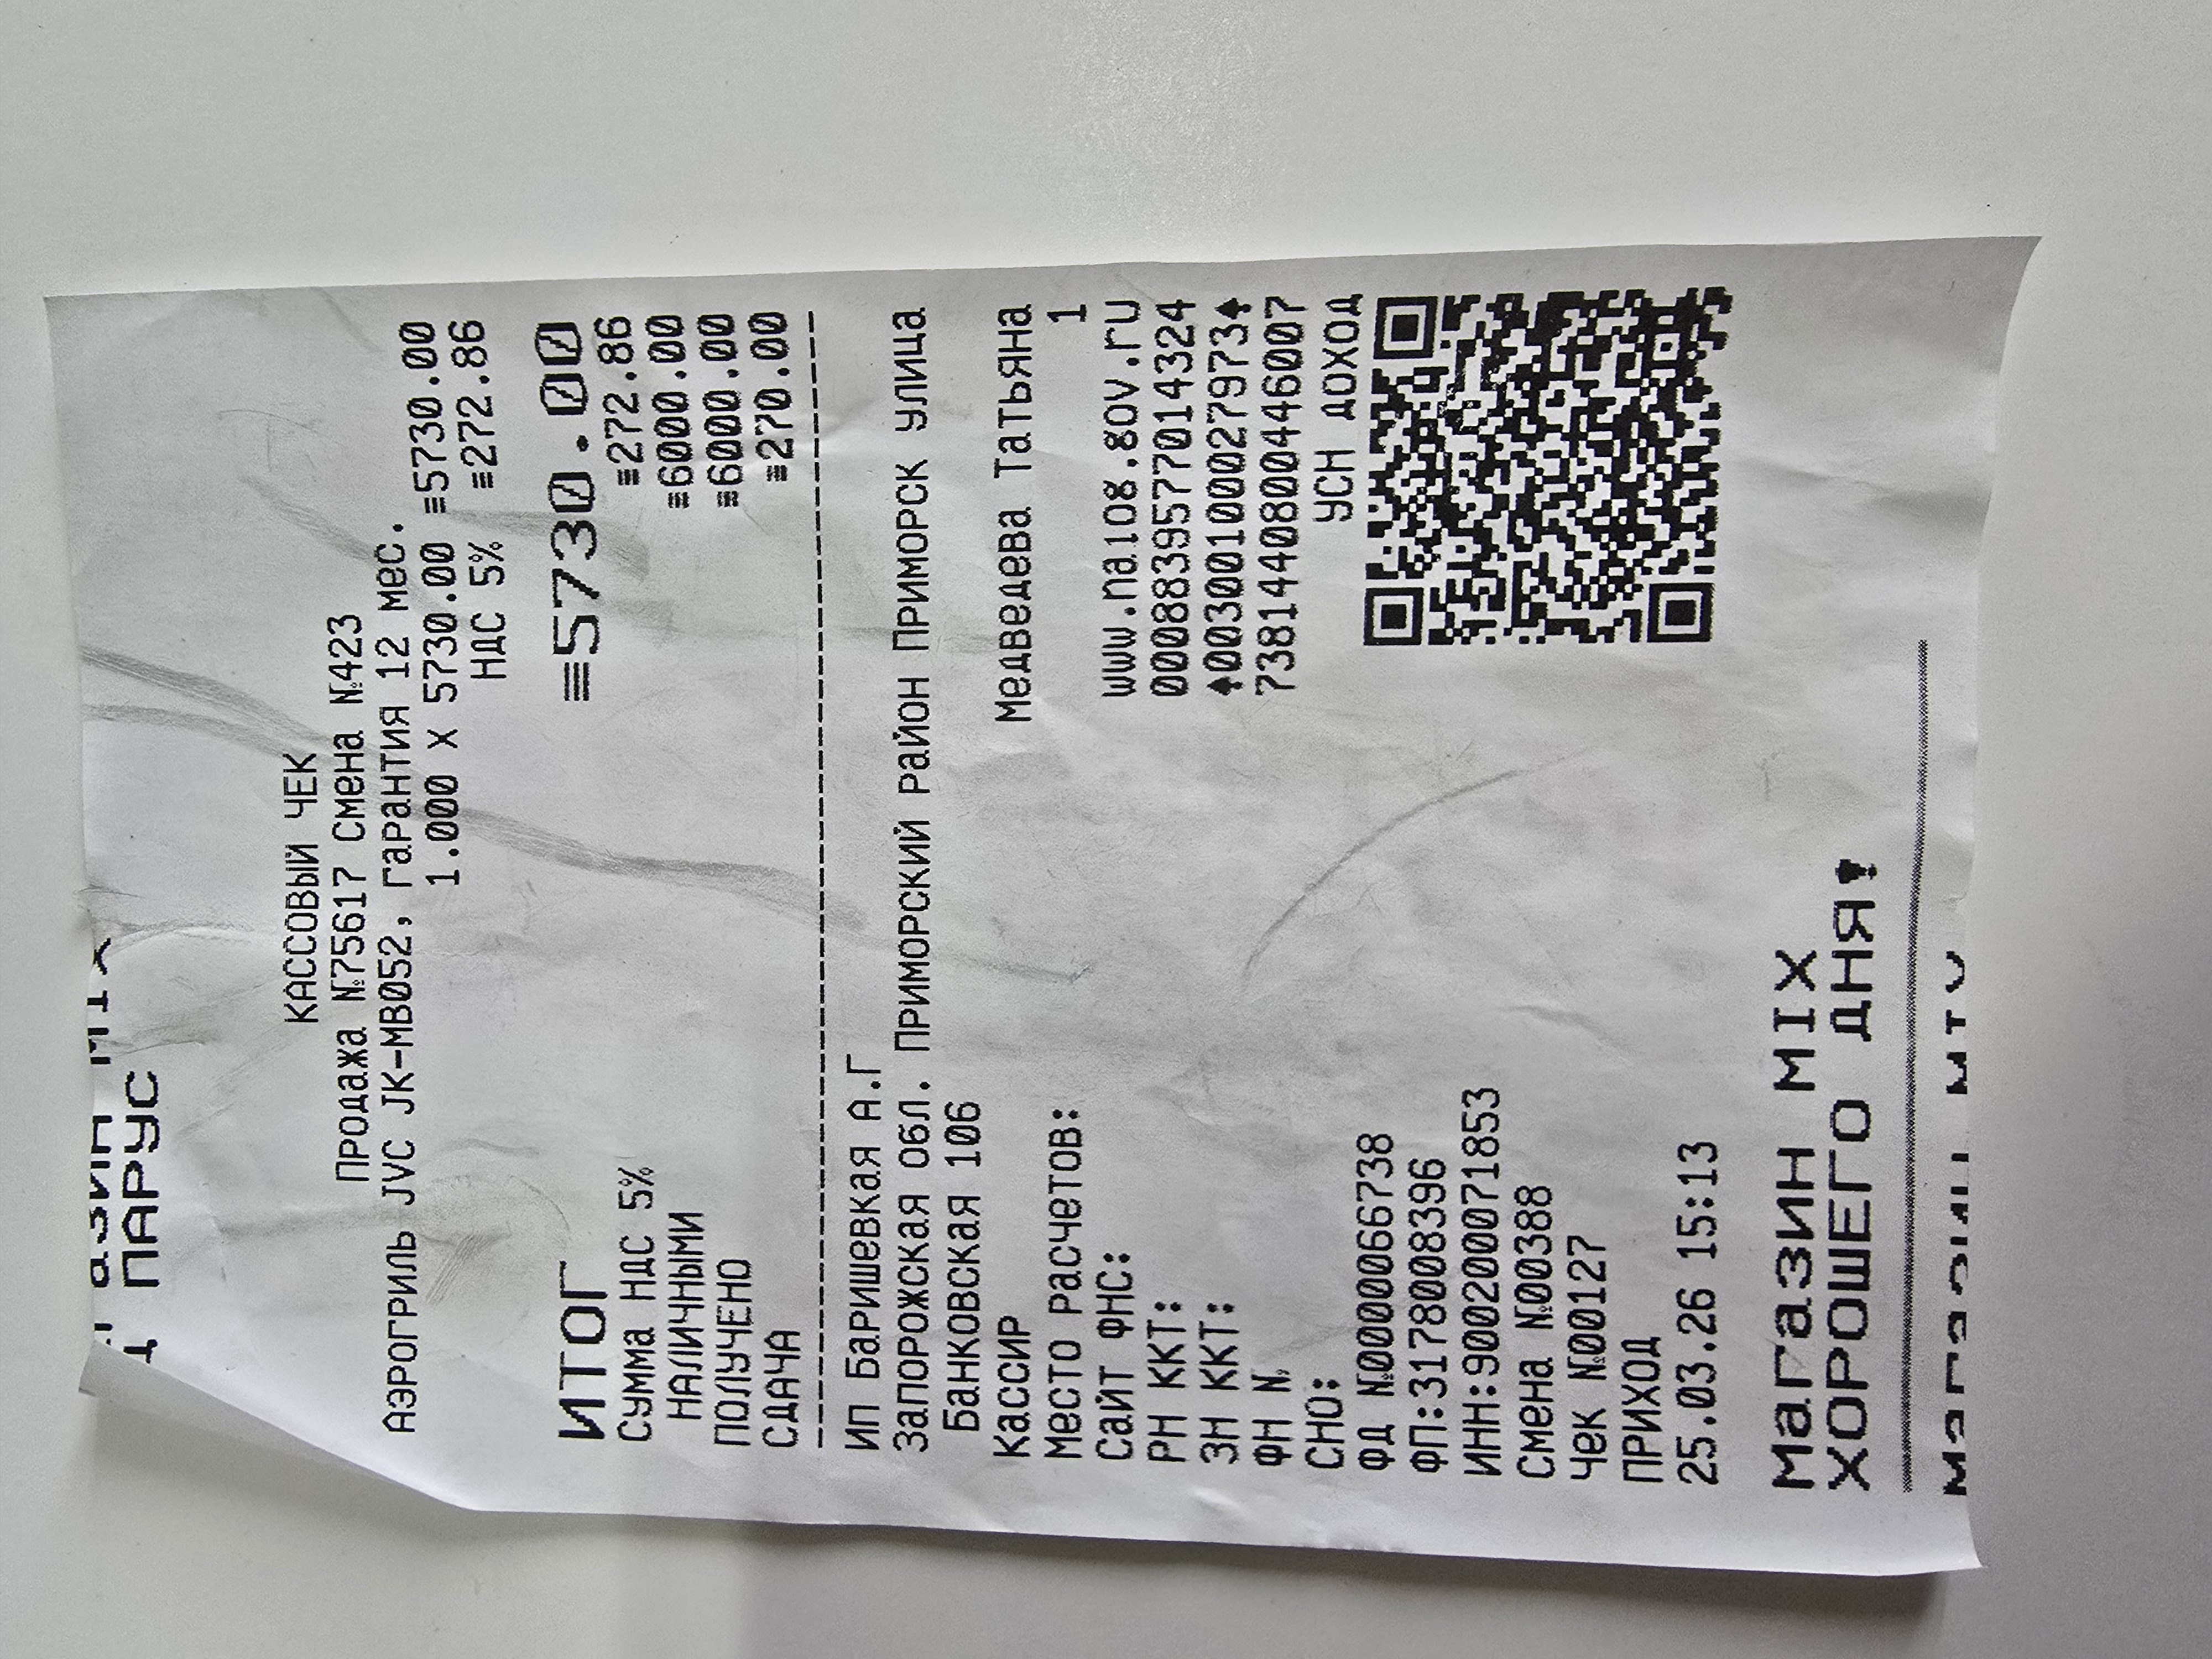 ПАРУС
КАССОВЫЙ ЧЕК
Продажа №75617 Смена №423
АЭРОГРИЛЬ JVC JK-MB052, гарантия 12 мес.
1.000 X 5730.00 ≡5730.00
НДС 5% ≡272.86
ИТОГ ≡5730.00
Сумма НДС 5% ≡272.86
НАЛИЧНЫМИ ≡6000.00
ПОЛУЧЕНО ≡6000.00
СДАЧА ≡270.00
ИП Баришевкая А.Г
Запорожская обл. Приморский район Приморск улица
Банковская 106
Кассир Медведева Татьяна
Место расчетов: 1
Сайт ФНС: www.nalog.gov.ru
РН ККТ: 0008839577014324
ЗН ККТ: ♠00300100027973♠
ФН № 7381440800446007
СНО: УСН ДОХОД
ФД №0000066738
ФП:3178008396
ИНН:900200071853
Смена №00388
Чек №00127
ПРИХОД
25.03.26 15:13
Магазин MIX
ХОРОШЕГО ДНЯ!